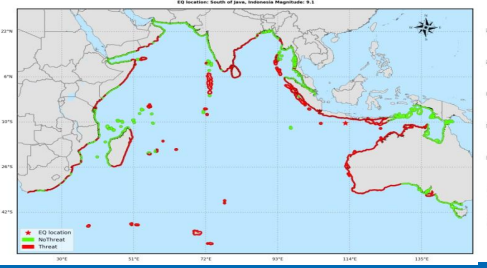 EQ location: South of Java, Indonesia Magnitude: 9.1
22°N
6°N
10°S
26°S
42°S
EQ location
NoThreat
Threat
30°E
51°E
72°E
93°E
114°E
135°E